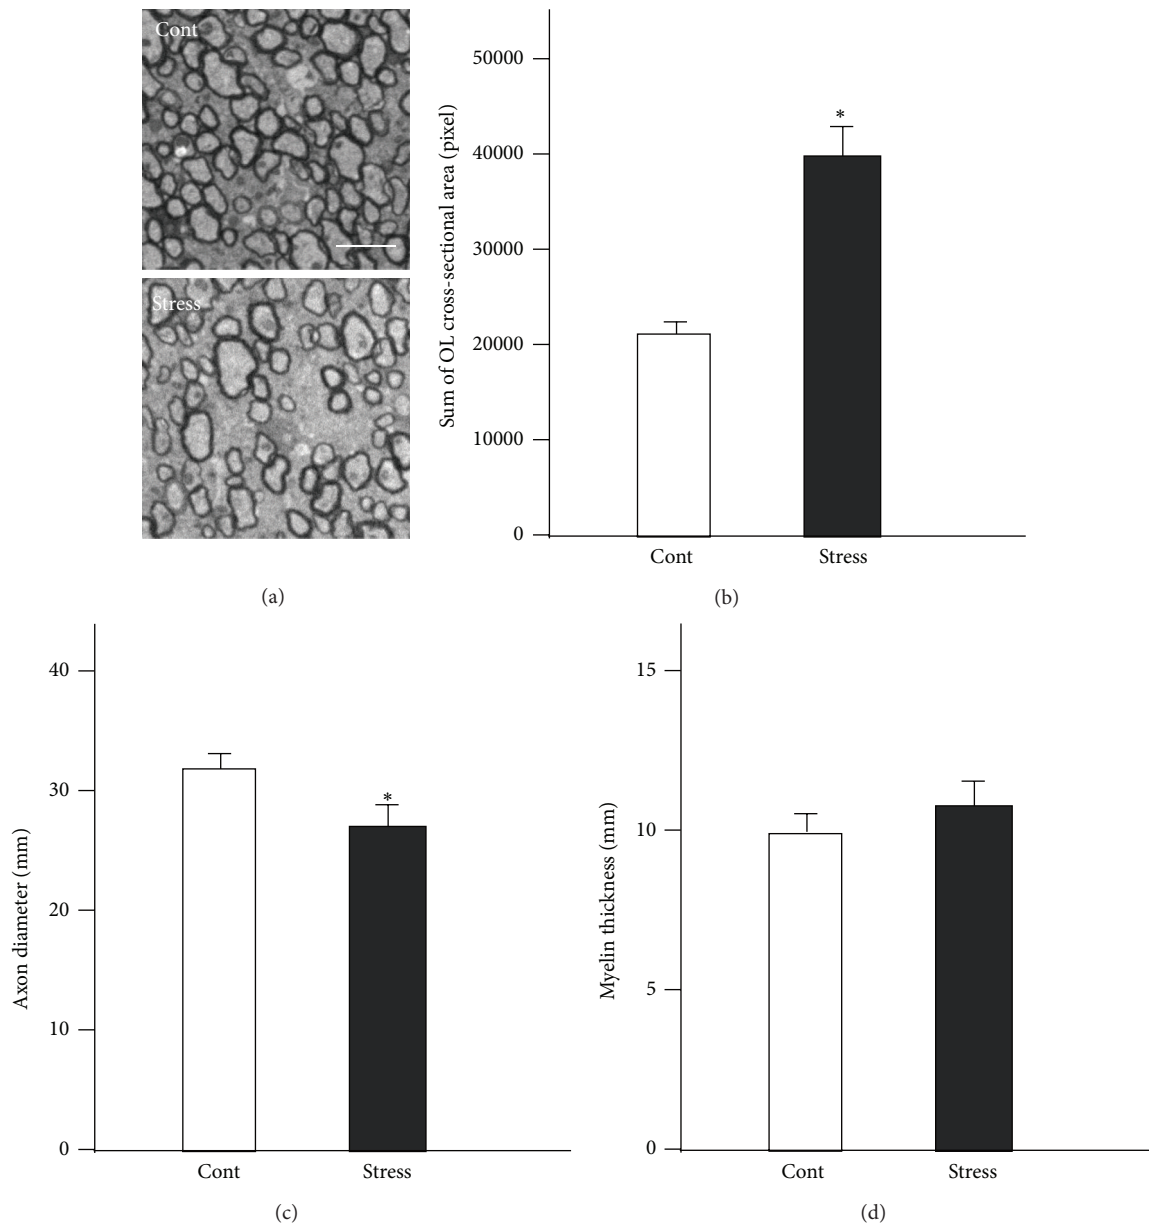 Cont
Stress
(a)
Sum of OL cross-sectional area (pixel)
50000
40000
30000
20000
10000
0
*
Cont Stress
(b)
Axon diameter (mm)
40
30
20
10
0
*
Cont Stress
(c)
Myelin thickness (mm)
15
10
5
0
Cont Stress
(d)